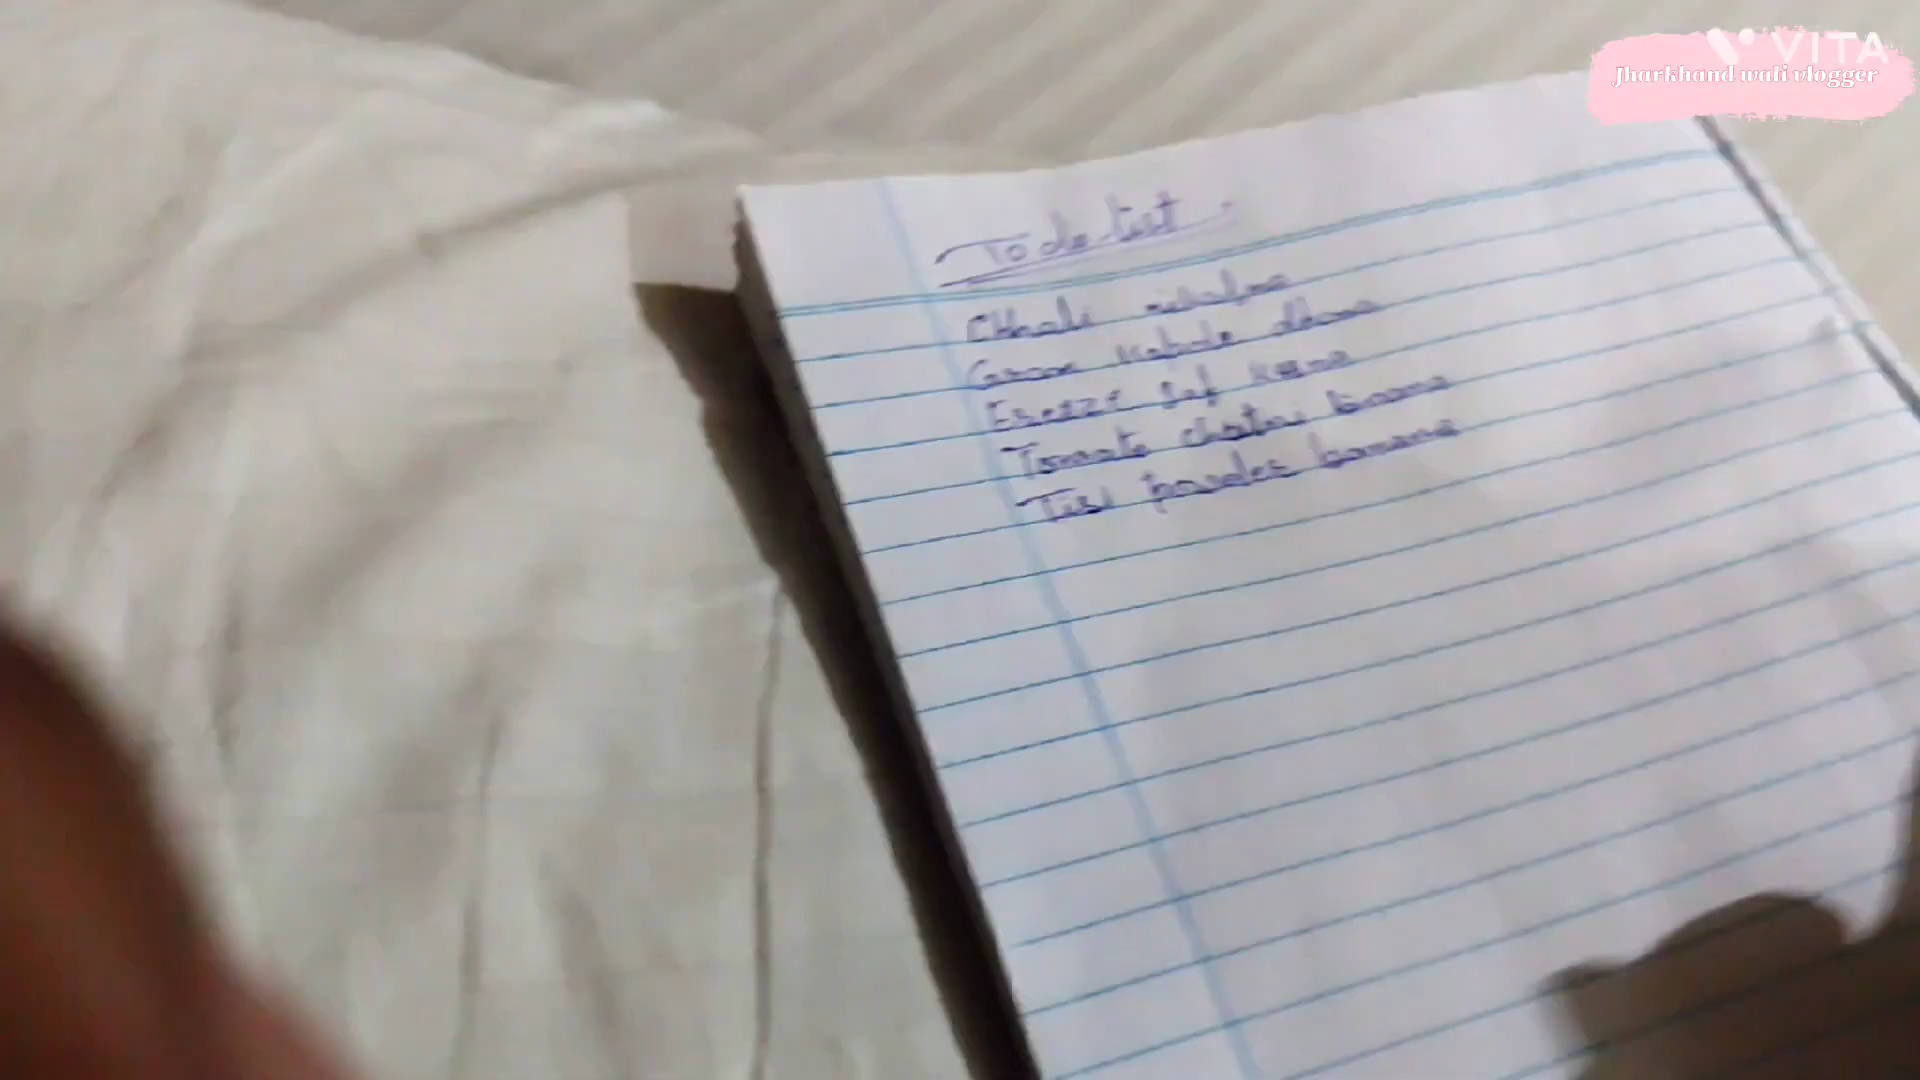 VITA
Jharkhand wali vlogger
To do list :
Chhali nikalna
Garam kapde dhona
Freeze saf karna
Tomato chatni banana
Tisi powder banana